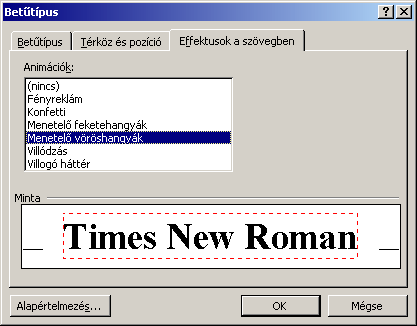 Betűtípus
Betűtípus Térköz és pozíció Effektusok a szövegben
Animációk:
(nincs)
Fényreklám
Konfetti
Menetelő feketehangyák
Menetelő vöröshangyák
Villódzás
Villogó háttér
Minta
Times New Roman
Alapértelmezés... OK Mégse